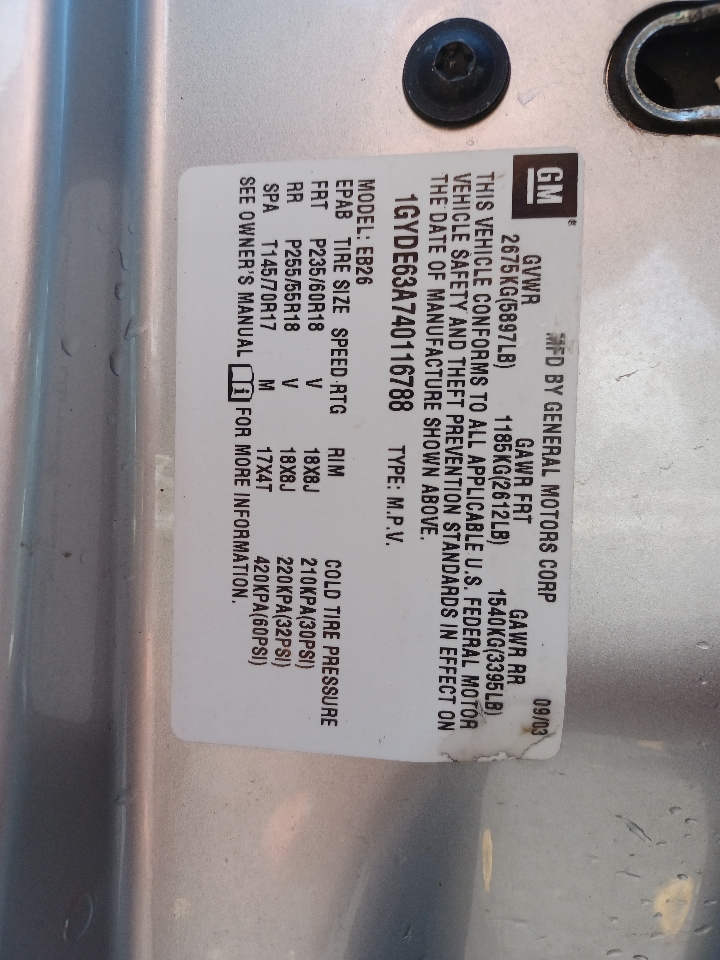 GM ®
MFD BY GENERAL MOTORS CORP 09/03
GVWR GAWR FRT GAWR RR
2675KG(5897LB) 1185KG(2612LB) 1540KG(3395LB)
THIS VEHICLE CONFORMS TO ALL APPLICABLE U.S. FEDERAL MOTOR
VEHICLE SAFETY AND THEFT PREVENTION STANDARDS IN EFFECT ON
THE DATE OF MANUFACTURE SHOWN ABOVE.
1GYDE63A740116788 TYPE: M.P.V.
MODEL: EB26
EPAB TIRE SIZE SPEED RTG RIM COLD TIRE PRESSURE
FRT P235/60R18 V 18X8J 210KPA(30PSI)
RR P255/55R18 V 18X8J 220KPA(32PSI)
SPA T145/70R17 M 17X4T 420KPA(60PSI)
SEE OWNER'S MANUAL i FOR MORE INFORMATION.